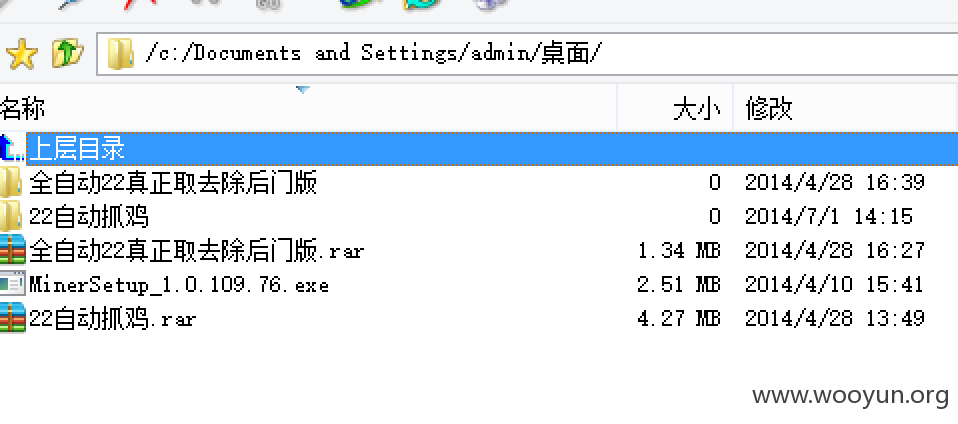 /c:/Documents and Settings/admin/桌面/
名称 大小 修改
上层目录
全自动22真正取去除后门版 0 2014/4/28 16:39
22自动抓鸡 0 2014/7/1 14:15
全自动22真正取去除后门版.rar 1.34 MB 2014/4/28 16:27
MinerSetup_1.0.109.76.exe 2.51 MB 2014/4/10 15:41
22自动抓鸡.rar 4.27 MB 2014/4/28 13:49
www.wooyun.org